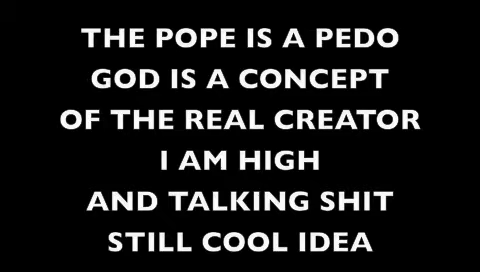 THE POPE IS A PEDO
GOD IS A CONCEPT
OF THE REAL CREATOR
I AM HIGH
AND TALKING SHIT
STILL COOL IDEA